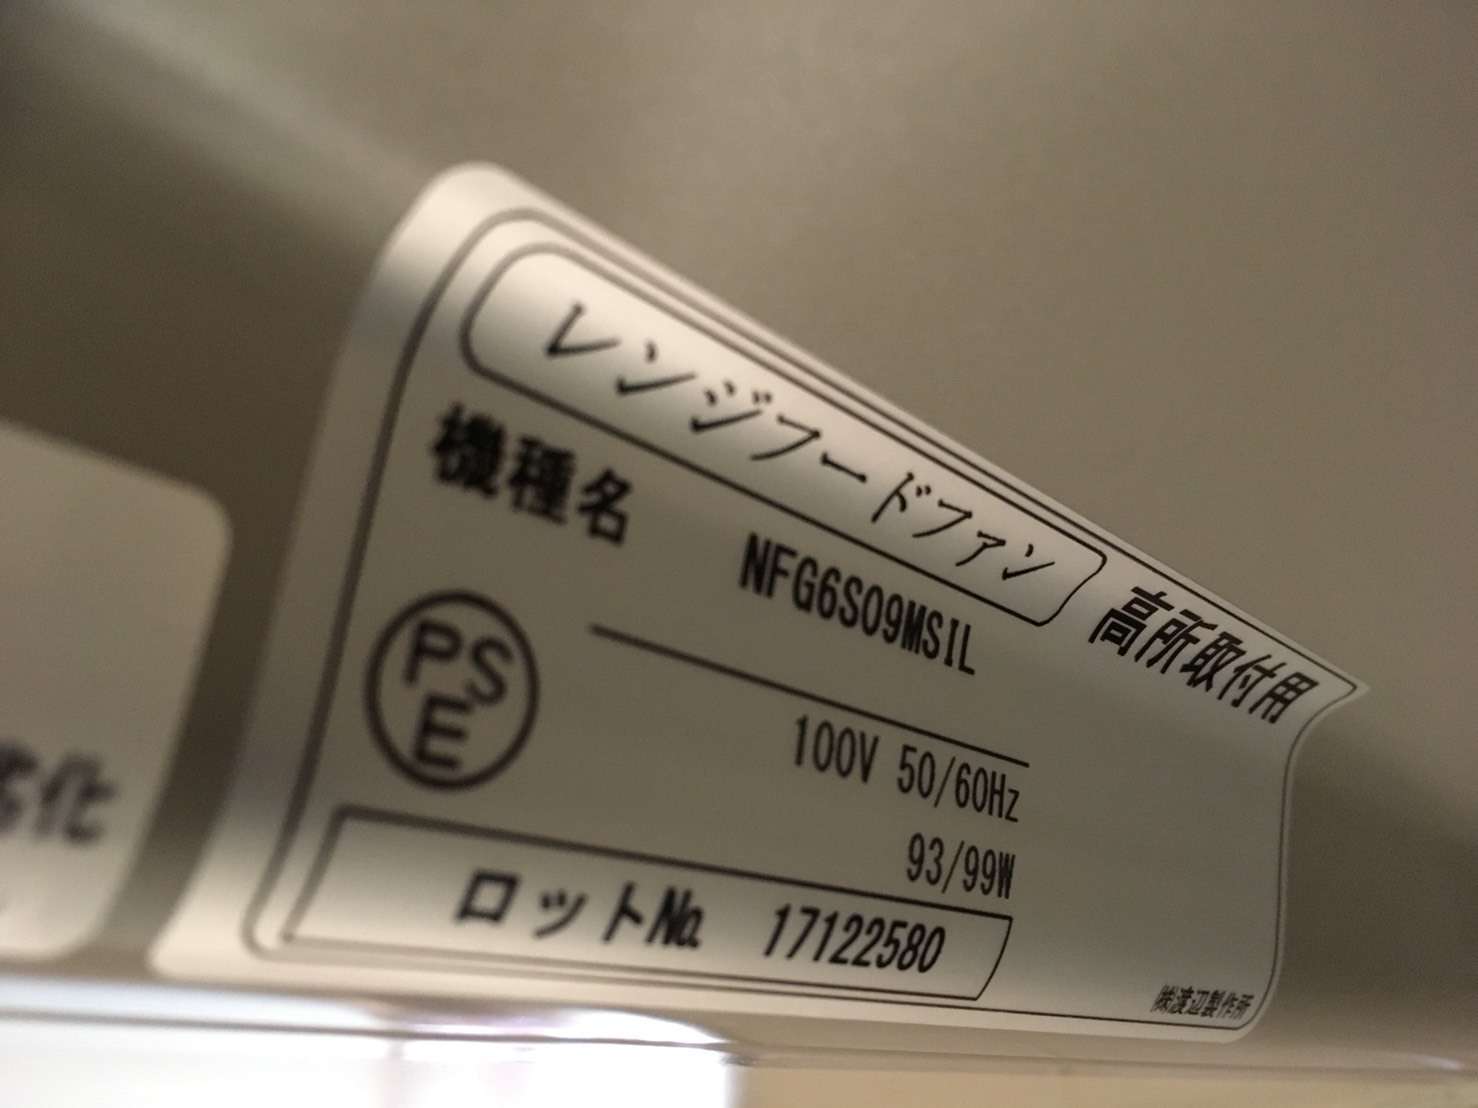 レンジフードファン 高所取付用
機種名 NFG6S09MSIL
PSE
100V 50/60Hz
93/99W
ロット№ 17122580
㈱渡辺製作所
化